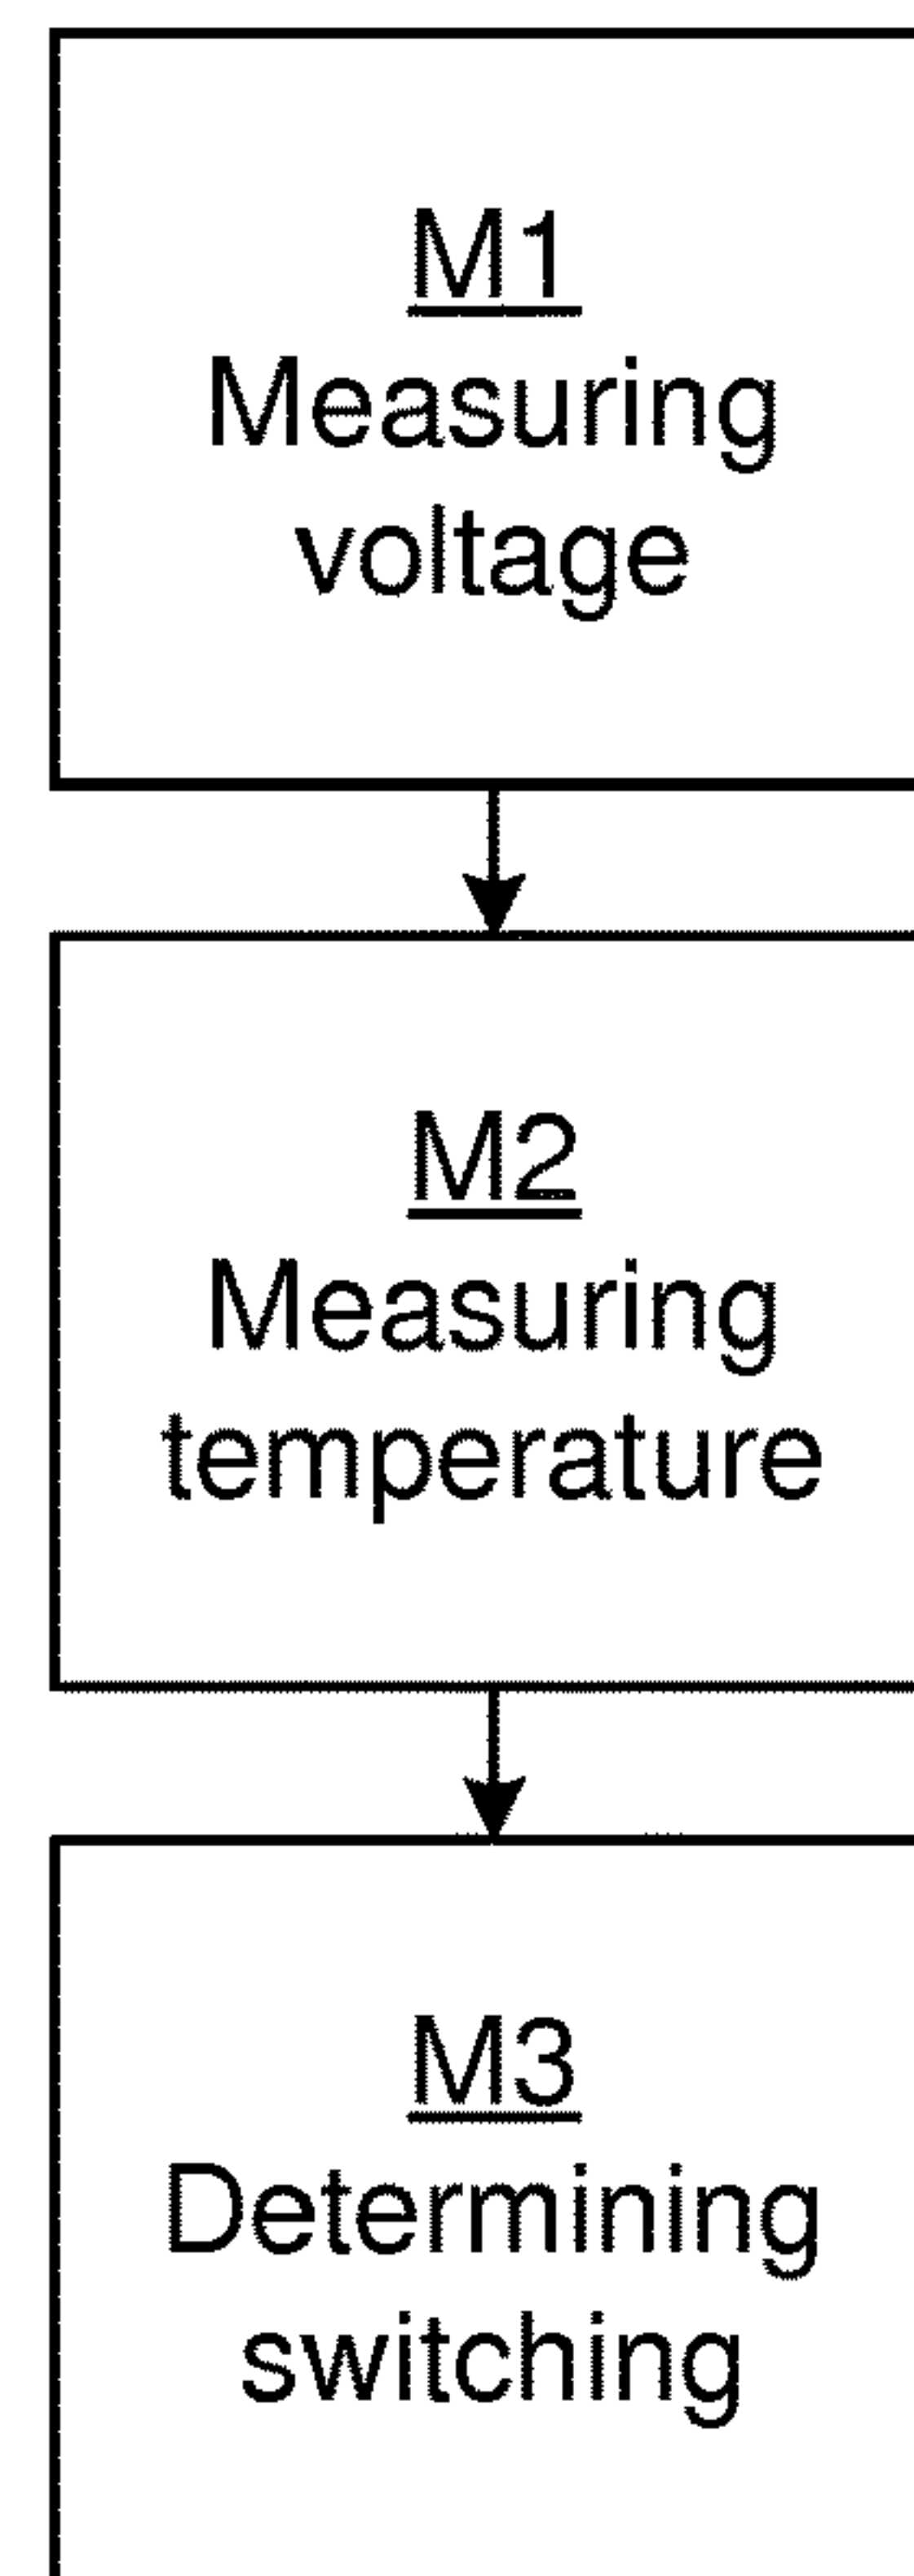 M1
Measuring
voltage
M2
Measuring
temperature
M3
Determining
switching